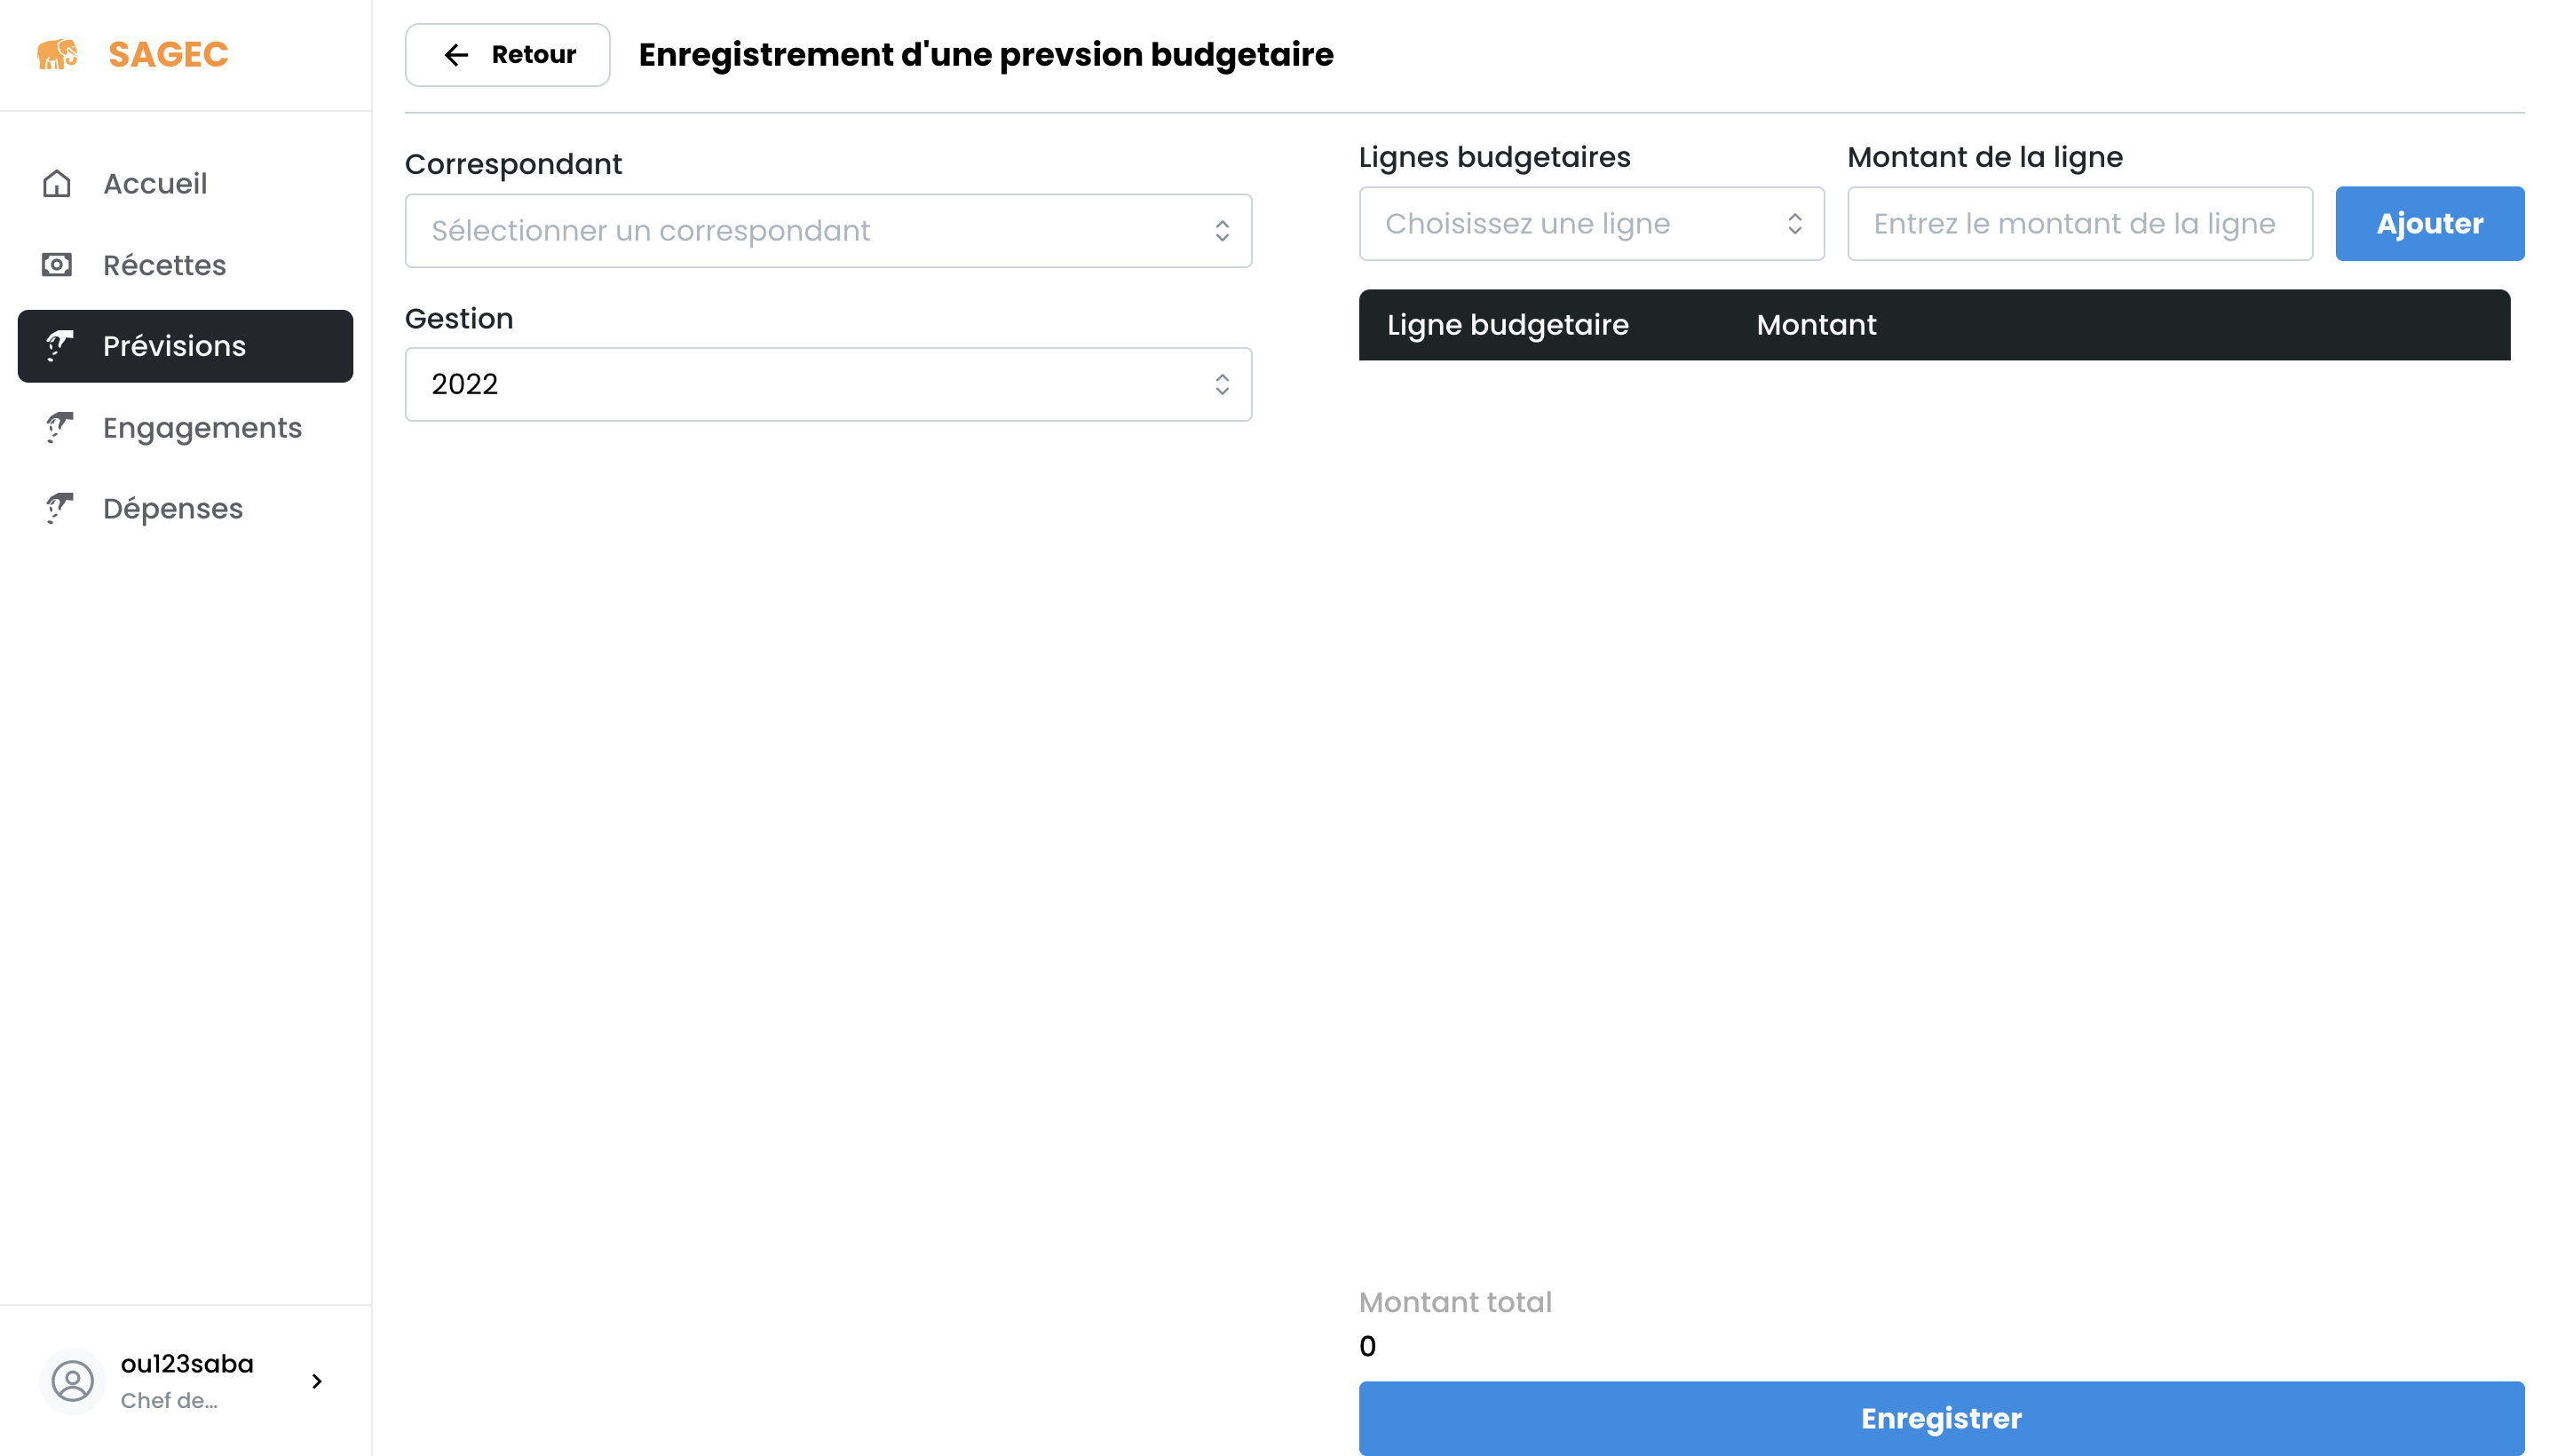 SAGEC
Accueil
Récettes
Prévisions
Engagements
Dépenses
ou123saba
Chef de...
Retour
Enregistrement d'une prevsion budgetaire
Correspondant
Sélectionner un correspondant
Gestion
2022
Lignes budgetaires
Montant de la ligne
Choisissez une ligne
Entrez le montant de la ligne
Ajouter
Ligne budgetaire
Montant
Montant total
0
Enregistrer